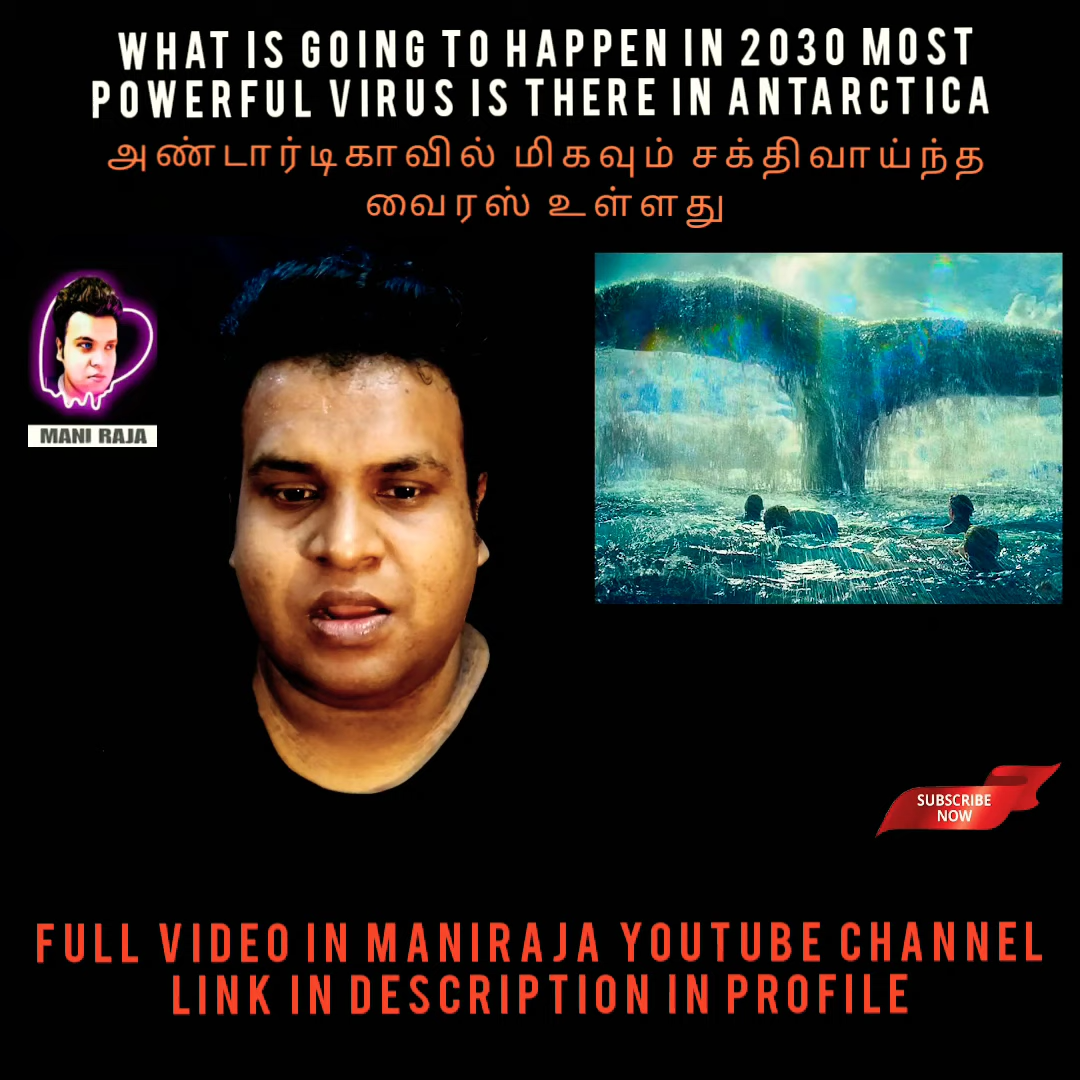 WHAT IS GOING TO HAPPEN IN 2030 MOST
POWERFUL VIRUS IS THERE IN ANTARCTICA
அண்டார்டிகாவில் மிகவும் சக்திவாய்ந்த
வைரஸ் உள்ளது
MANI RAJA
SUBSCRIBE
NOW
FULL VIDEO IN MANIRAJA YOUTUBE CHANNEL
LINK IN DESCRIPTION IN PROFILE